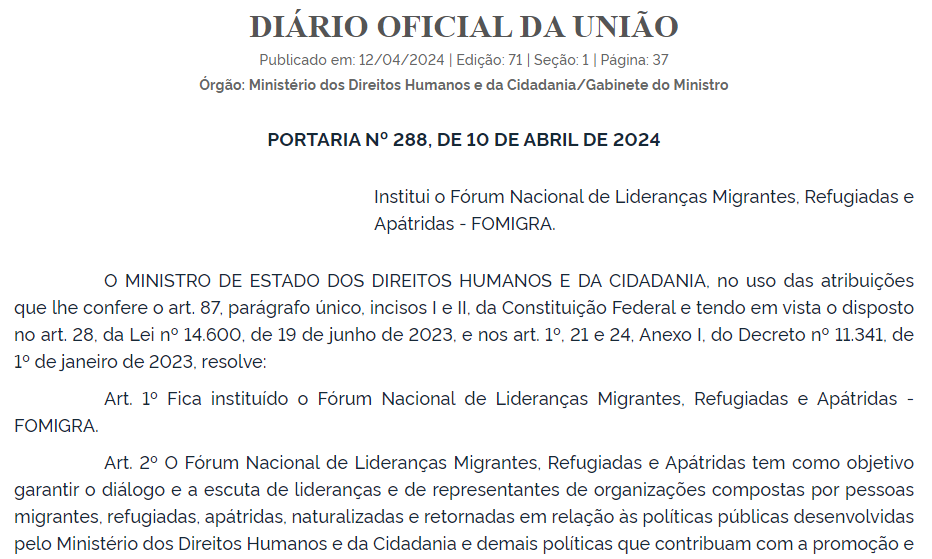 DIÁRIO OFICIAL DA UNIÃO
Publicado em: 12/04/2024 | Edição: 71 | Seção: 1 | Página: 37
Órgão: Ministério dos Direitos Humanos e da Cidadania/Gabinete do Ministro
PORTARIA Nº 288, DE 10 DE ABRIL DE 2024
Institui o Fórum Nacional de Lideranças Migrantes, Refugiadas e
Apátridas - FOMIGRA.
O MINISTRO DE ESTADO DOS DIREITOS HUMANOS E DA CIDADANIA, no uso das atribuições
que lhe confere o art. 87, parágrafo único, incisos I e II, da Constituição Federal e tendo em vista o disposto
no art. 28, da Lei nº 14.600, de 19 de junho de 2023, e nos art. 1º, 21 e 24, Anexo I, do Decreto nº 11.341, de
1º de janeiro de 2023, resolve:
Art. 1º Fica instituído o Fórum Nacional de Lideranças Migrantes, Refugiadas e Apátridas -
FOMIGRA.
Art. 2º O Fórum Nacional de Lideranças Migrantes, Refugiadas e Apátridas tem como objetivo
garantir o diálogo e a escuta de lideranças e de representantes de organizações compostas por pessoas
migrantes, refugiadas, apátridas, naturalizadas e retornadas em relação às políticas públicas desenvolvidas
pelo Ministério dos Direitos Humanos e da Cidadania e demais políticas que contribuam com a promoção e